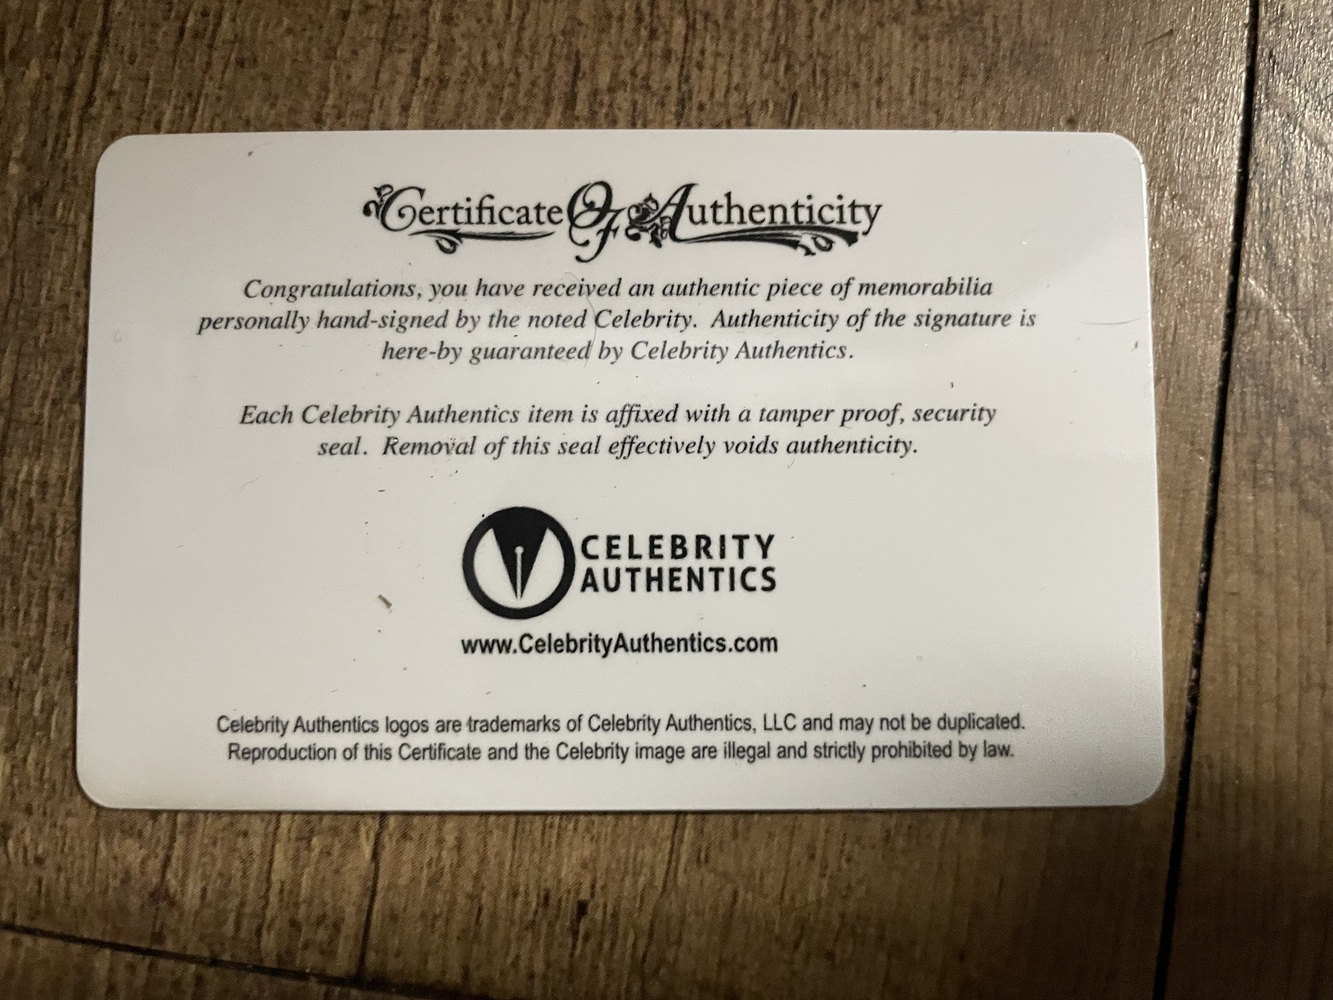 Certificate Of Authenticity
Congratulations, you have received an authentic piece of memorabilia
personally hand-signed by the noted Celebrity. Authenticity of the signature is
here-by guaranteed by Celebrity Authentics.
Each Celebrity Authentics item is affixed with a tamper proof, security
seal. Removal of this seal effectively voids authenticity.
CELEBRITY
AUTHENTICS
www.CelebrityAuthentics.com
Celebrity Authentics logos are trademarks of Celebrity Authentics, LLC and may not be duplicated.
Reproduction of this Certificate and the Celebrity image are illegal and strictly prohibited by law.